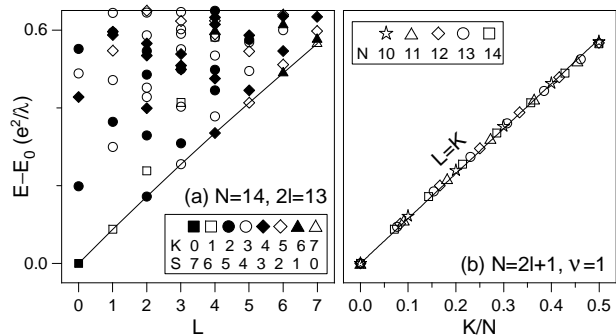 0.6
0.0
E−E0 (e²/λ)
(a) N=14, 2l=13
K 0 1 2 3 4 5 6 7
S 7 6 5 4 3 2 1 0
0 1 2 3 4 5 6 7
L
N 10 11 12 13 14
L=K
(b) N=2l+1, ν=1
0.0 0.1 0.2 0.3 0.4 0.5
K/N